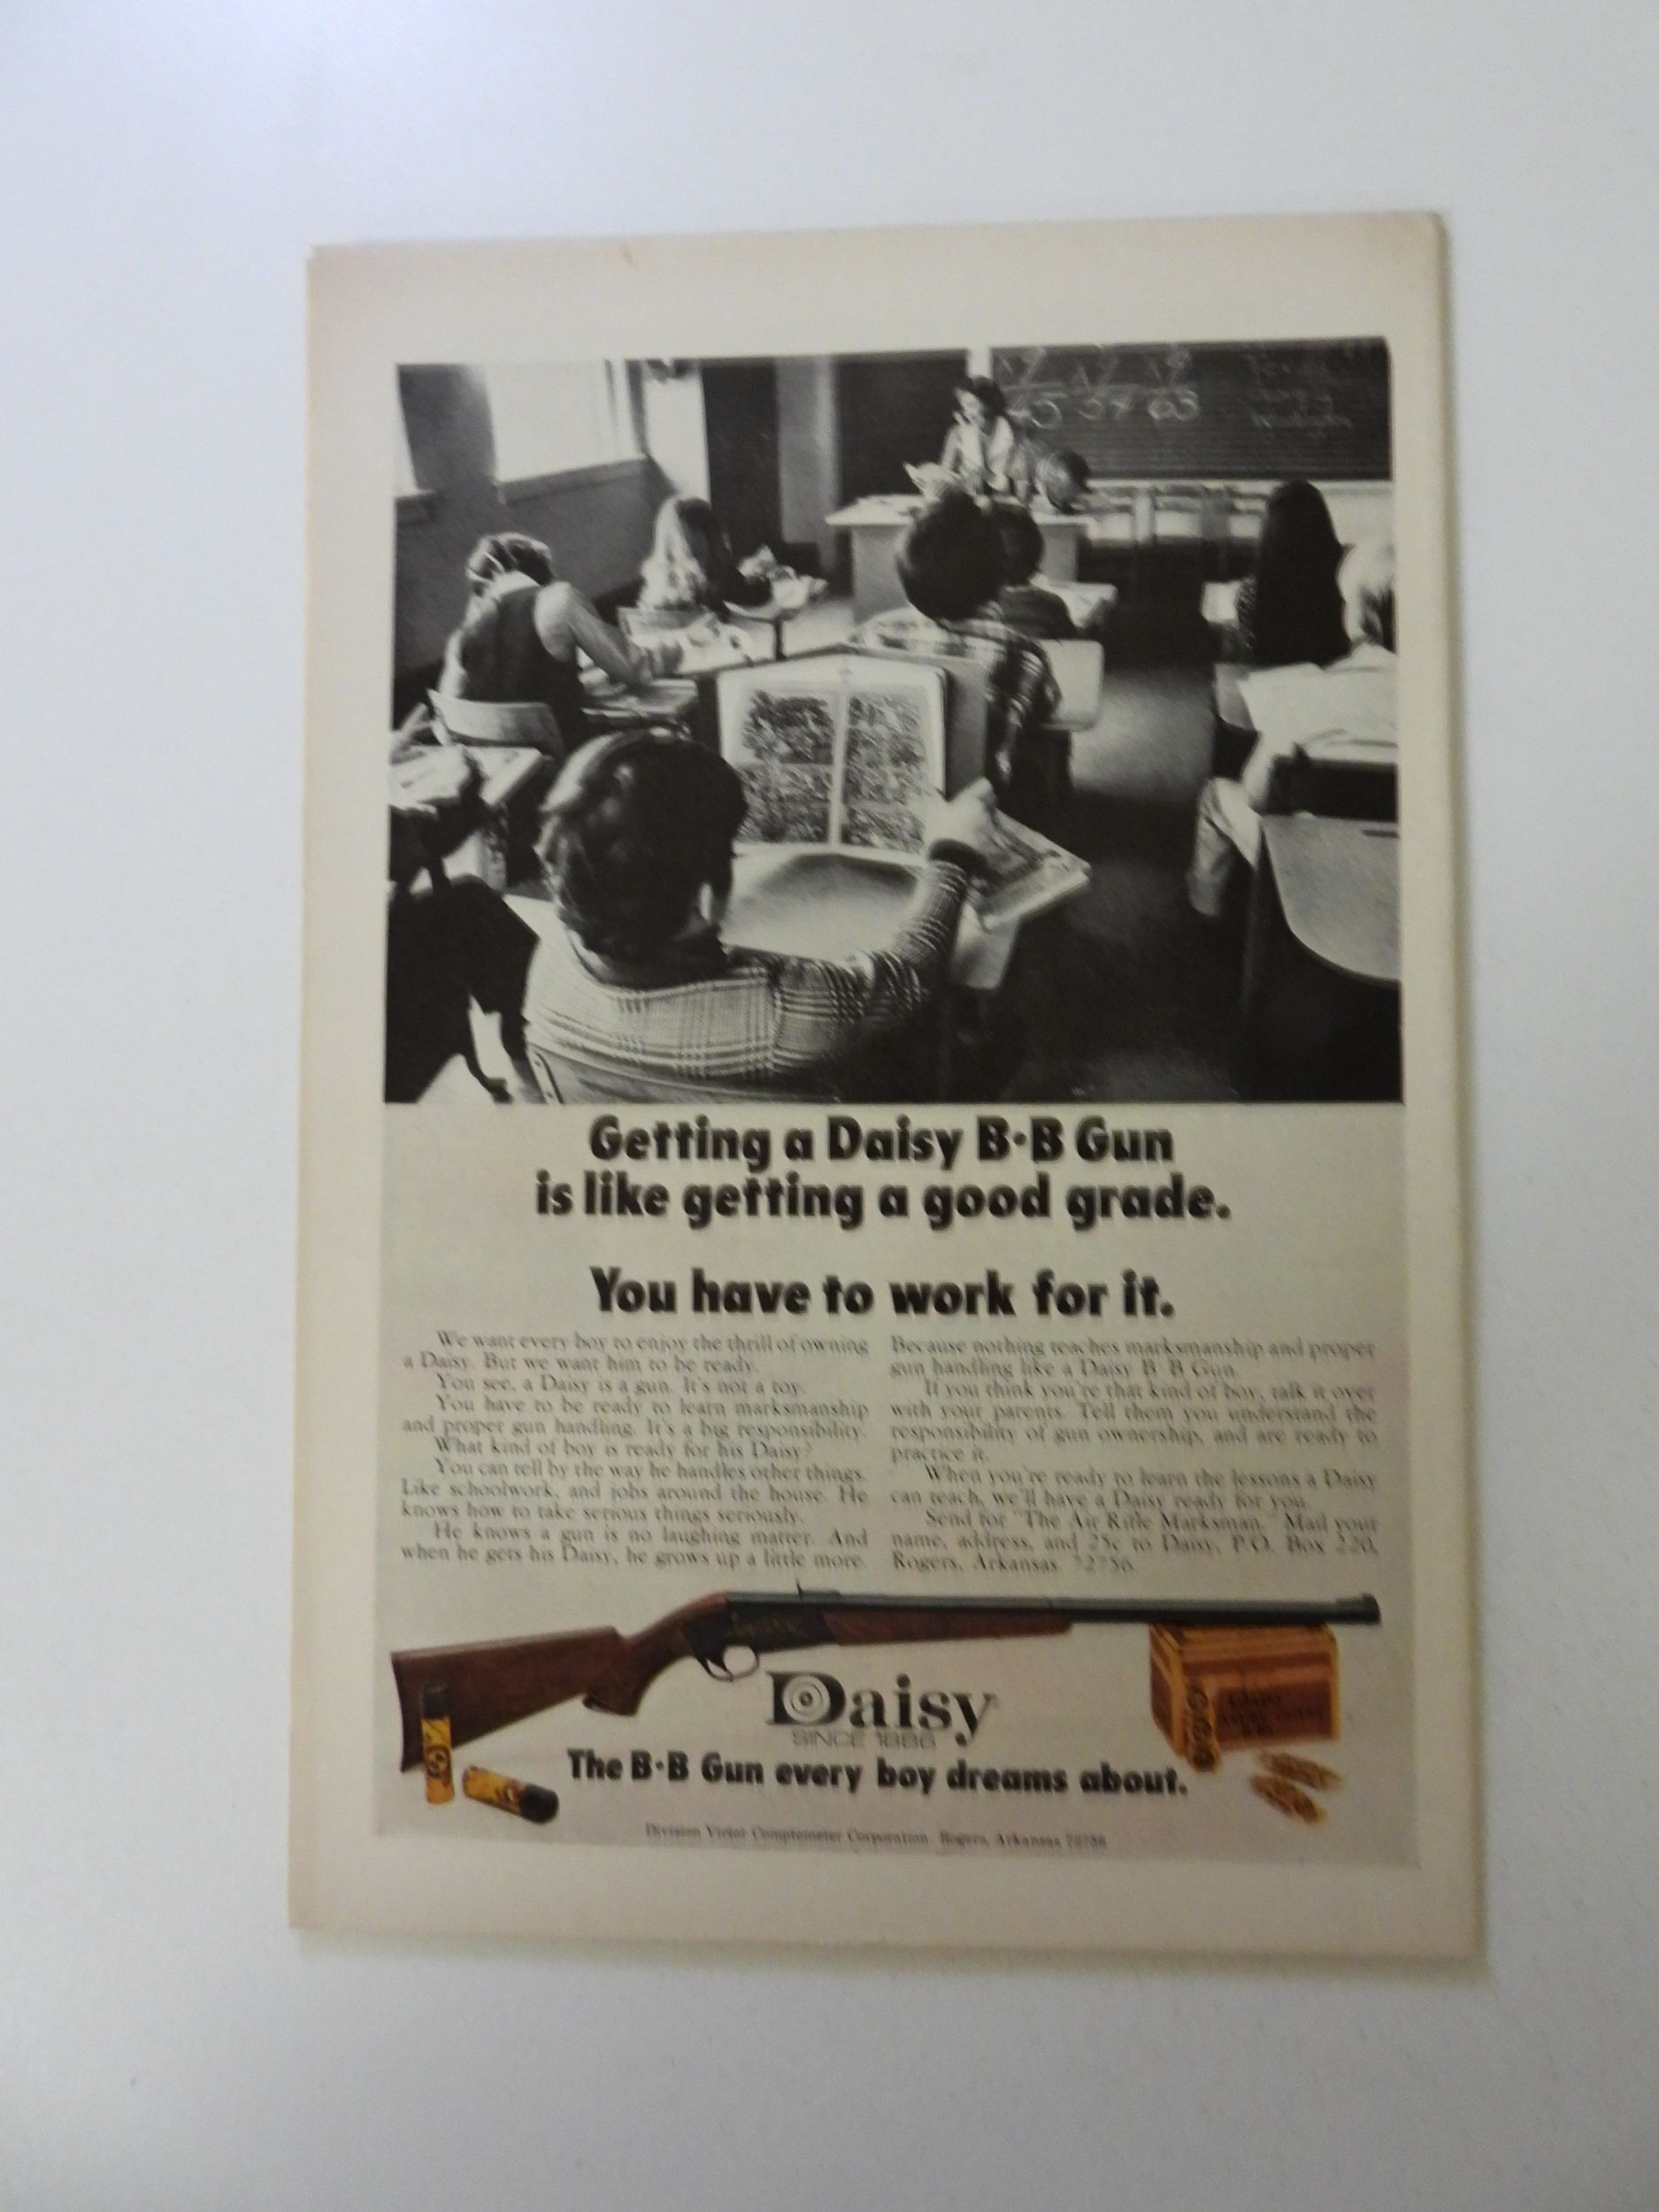 x9 x9 x9
45 54 63
Getting a Daisy B·B Gun
is like getting a good grade.
You have to work for it.
We want every boy to enjoy the thrill of owning
a Daisy. But we want him to be ready.
You see, a Daisy is a gun. It's not a toy.
You have to be ready to learn marksmanship
and proper gun handling. It's a big responsibility.
What kind of boy is ready for his Daisy?
You can tell by the way he handles other things.
Like schoolwork, and jobs around the house. He
knows how to take serious things seriously.
He knows a gun is no laughing matter. And
when he gets his Daisy, he grows up a little more.
Because nothing teaches marksmanship and proper
gun handling like a Daisy B·B Gun.
If you think you're that kind of boy, talk it over
with your parents. Tell them you understand the
responsibility of gun ownership, and are ready to
practice it.
When you're ready to learn the lessons a Daisy
can teach, we'll have a Daisy ready for you.
Send for "The Air Rifle Marksman." Mail your
name, address, and 25c to Daisy, P.O. Box 220,
Rogers, Arkansas 72756.
Daisy
SINCE 1886
The B·B Gun every boy dreams about.
Division Victor Comptometer Corporation, Rogers, Arkansas 72756